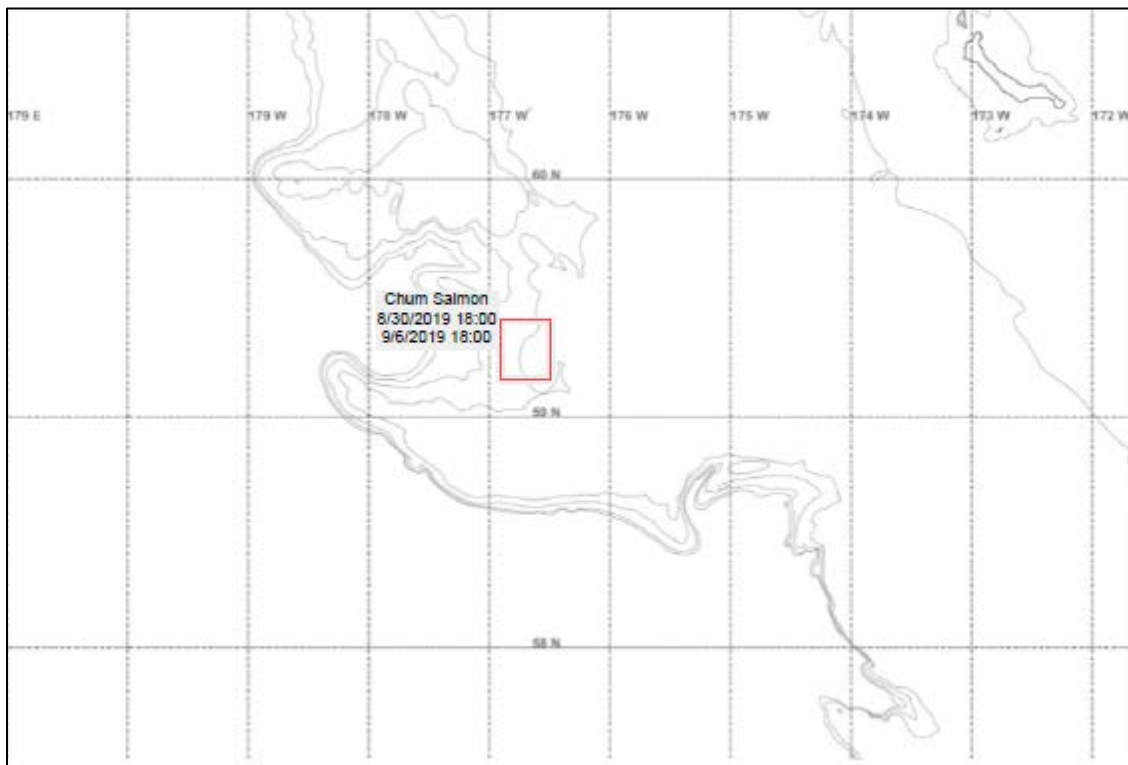 179 E
179 W
178 W
177 W
176 W
175 W
174 W
173 W
172 W
60 N
Chum Salmon
8/30/2019 18:00
9/6/2019 18:00
59 N
58 N